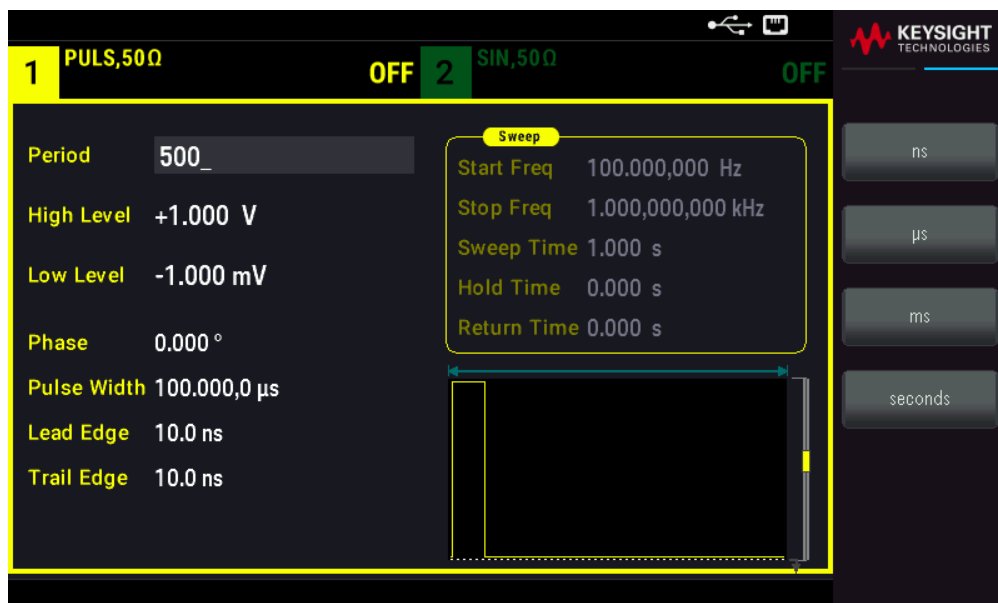 KEYSIGHT
TECHNOLOGIES
1 PULS,50Ω OFF 2 SIN,50Ω OFF
Period 500_
High Level +1.000 V
Low Level -1.000 mV
Phase 0.000 °
Pulse Width 100.000,0 µs
Lead Edge 10.0 ns
Trail Edge 10.0 ns
Sweep
Start Freq 100.000,000 Hz
Stop Freq 1.000,000,000 kHz
Sweep Time 1.000 s
Hold Time 0.000 s
Return Time 0.000 s
ns
µs
ms
seconds